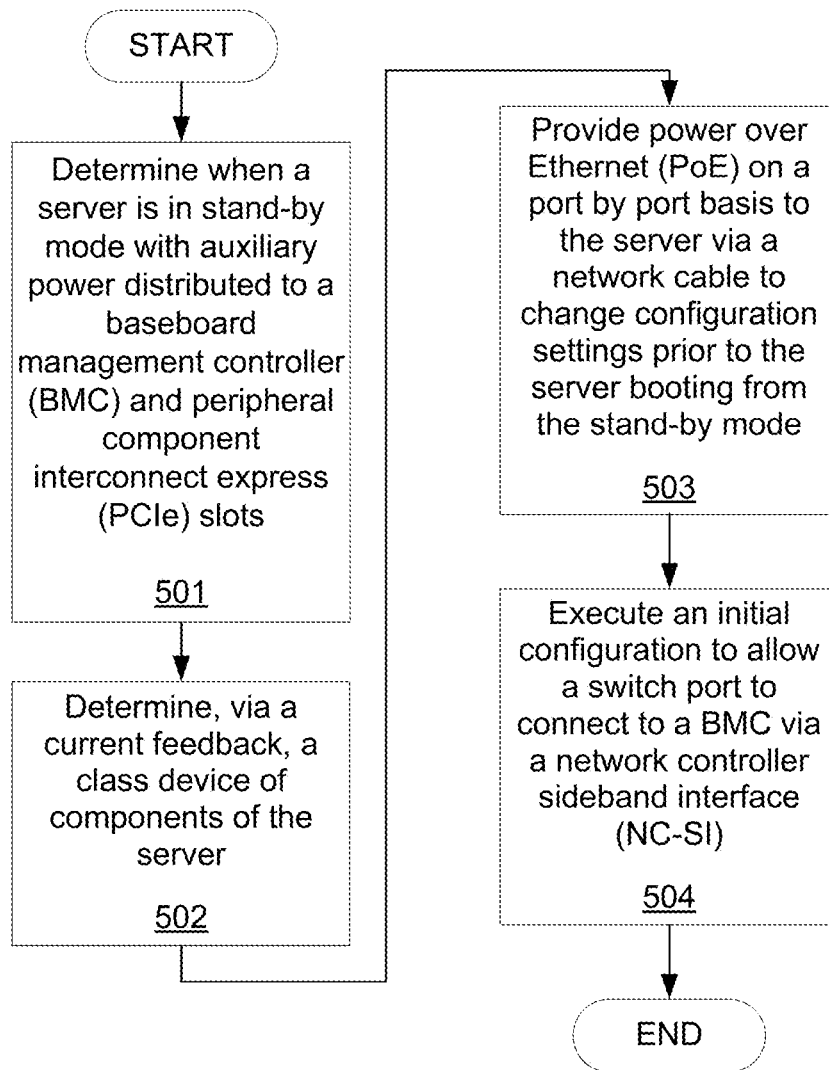 START
Determine when a
server is in stand-by
mode with auxiliary
power distributed to a
baseboard
management controller
(BMC) and peripheral
component
interconnect express
(PCIe) slots
501
Determine, via a
current feedback, a
class device of
components of the
server
502
Provide power over
Ethernet (PoE) on a
port by port basis to
the server via a
network cable to
change configuration
settings prior to the
server booting from
the stand-by mode
503
Execute an initial
configuration to allow
a switch port to
connect to a BMC via
a network controller
sideband interface
(NC-SI)
504
END